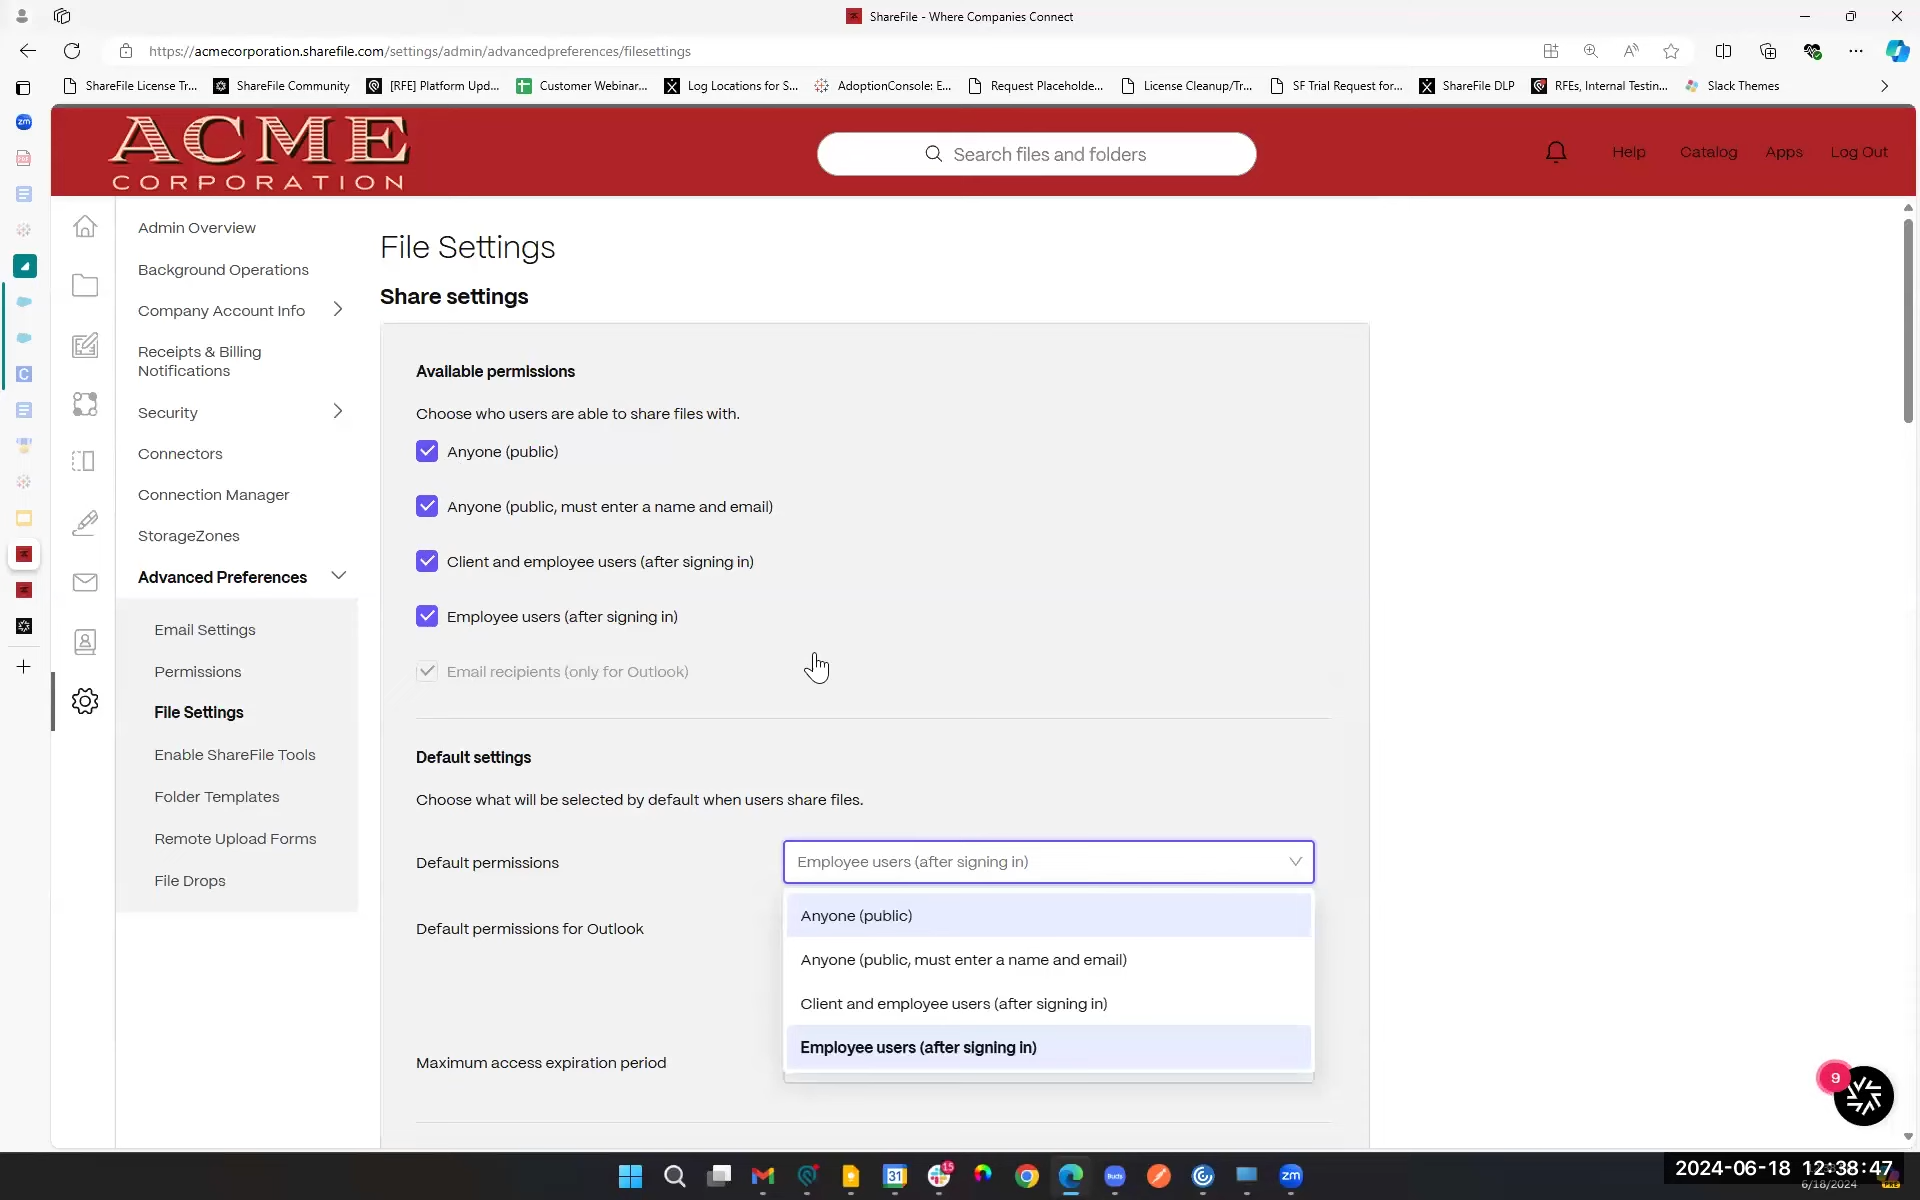 ShareFile - Where Companies Connect
https://acmecorporation.sharefile.com/settings/admin/advancedpreferences/filesettings
ShareFile License Tr...
ShareFile Community
[RFE] Platform Upd...
Customer Webinar...
Log Locations for S...
AdoptionConsole: E...
Request Placeholde...
License Cleanup/Tr...
SF Trial Request for...
ShareFile DLP
RFEs, Internal Testin...
Slack Themes
ACME
CORPORATION
Search files and folders
Help
Catalog
Apps
Log Out
Admin Overview
Background Operations
Company Account Info
Receipts & Billing
Notifications
Security
Connectors
Connection Manager
StorageZones
Advanced Preferences
Email Settings
Permissions
File Settings
Enable ShareFile Tools
Folder Templates
Remote Upload Forms
File Drops
File Settings
Share settings
Available permissions
Choose who users are able to share files with.
Anyone (public)
Anyone (public, must enter a name and email)
Client and employee users (after signing in)
Employee users (after signing in)
Email recipients (only for Outlook)
Default settings
Choose what will be selected by default when users share files.
Default permissions
Employee users (after signing in)
Anyone (public)
Default permissions for Outlook
Anyone (public, must enter a name and email)
Client and employee users (after signing in)
Employee users (after signing in)
Maximum access expiration period
9
31
15
zm
2024-06-18 12:38:47
6/18/2024